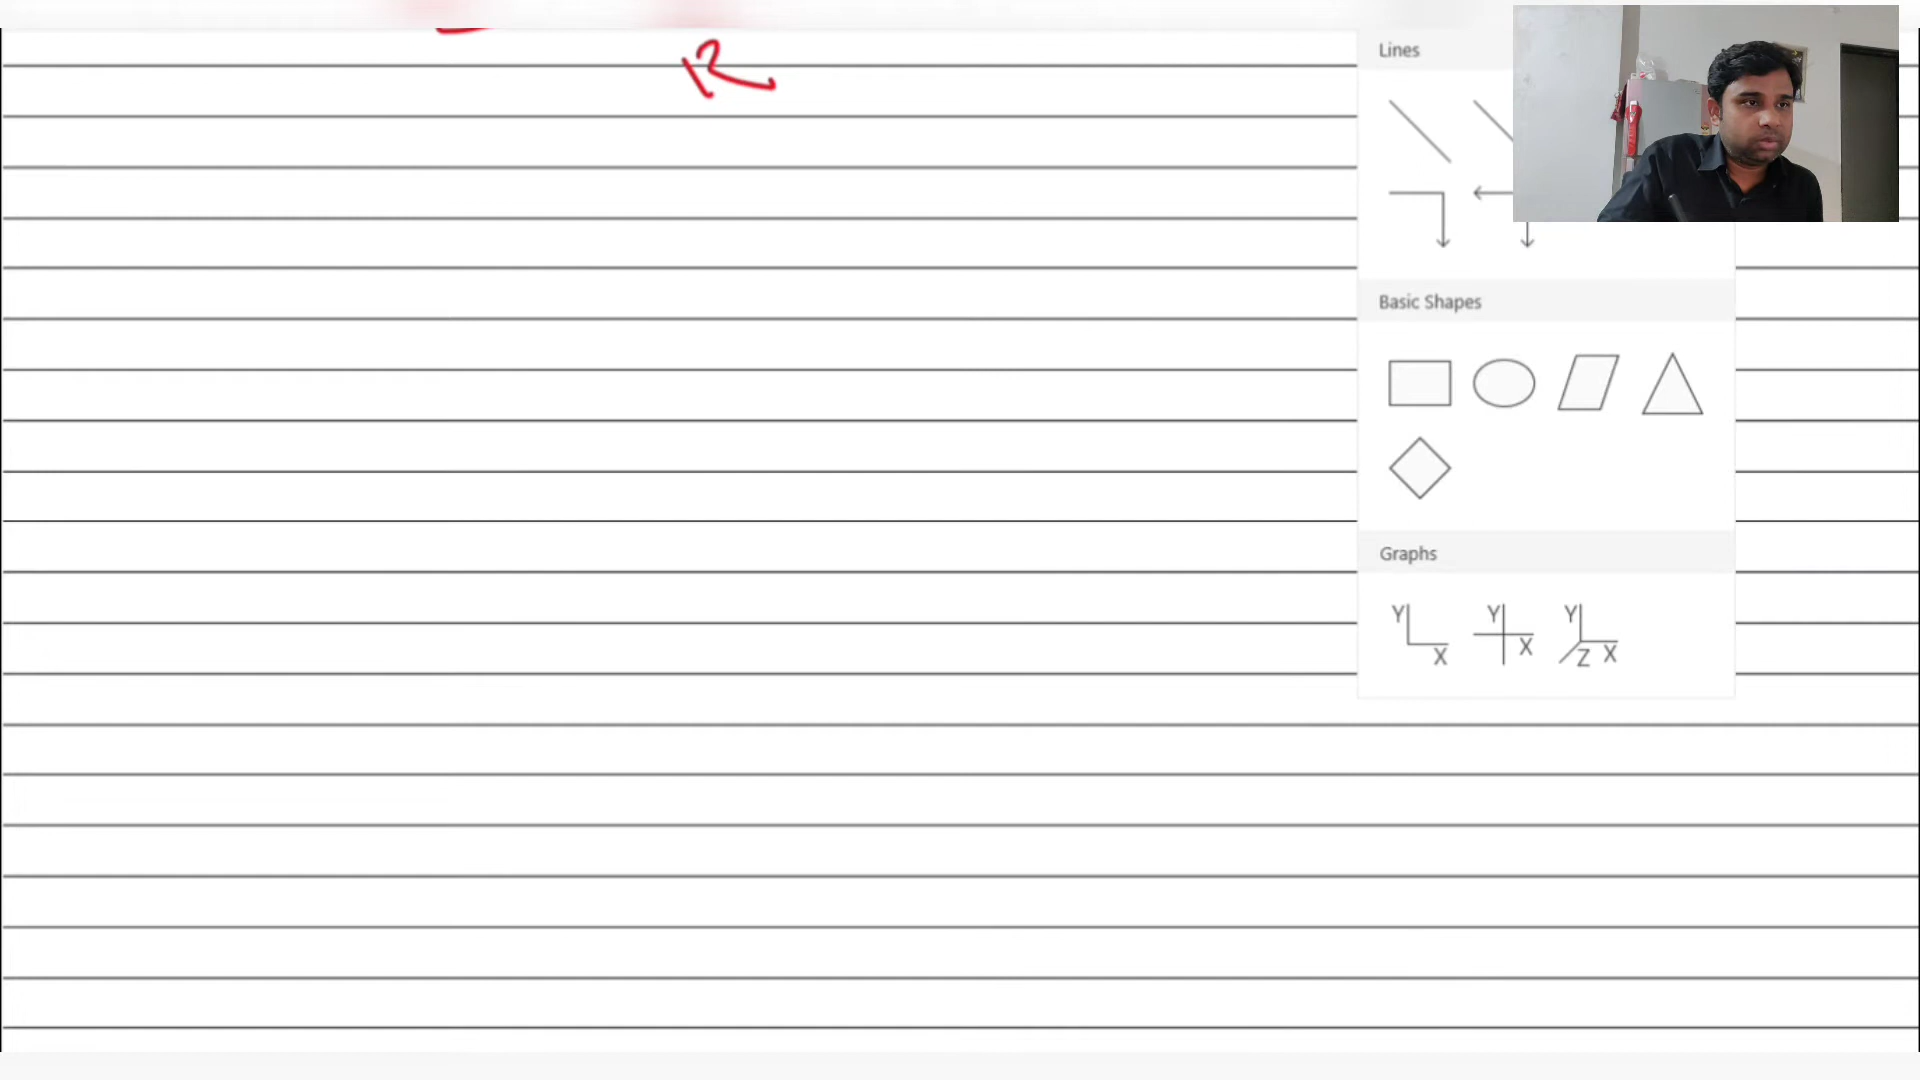 R
Lines
Basic Shapes
Graphs
Y X Y X Y Z X